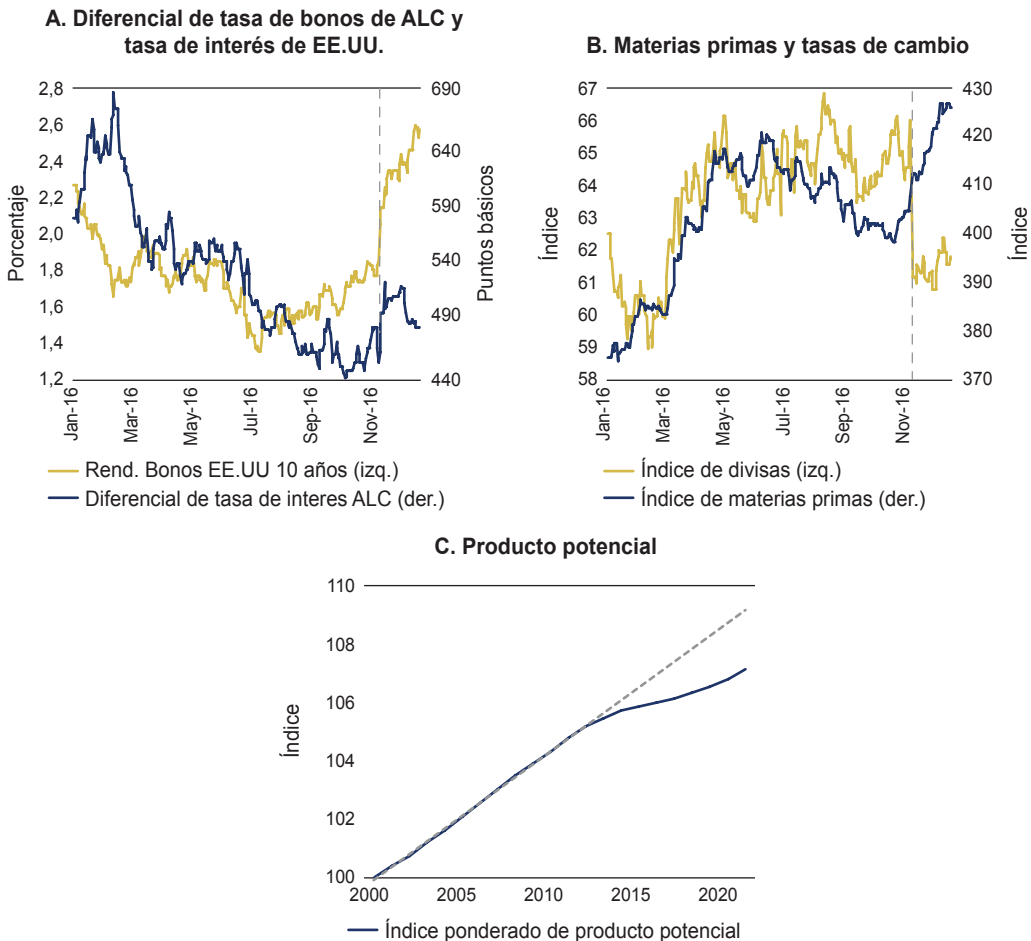 A. Diferencial de tasa de bonos de ALC y
tasa de interés de EE.UU.
2,8
2,6
2,4
2,2
2,0
1,8
1,6
1,4
1,2
Porcentaje
690
640
590
540
490
440
Puntos básicos
Jan-16
Mar-16
May-16
Jul-16
Sep-16
Nov-16
Rend. Bonos EE.UU 10 años (izq.)
Diferencial de tasa de interes ALC (der.)
B. Materias primas y tasas de cambio
67
66
65
64
63
62
61
60
59
58
Índice
430
420
410
400
390
380
370
Índice
Jan-16
Mar-16
May-16
Jul-16
Sep-16
Nov-16
Índice de divisas (izq.)
Índice de materias primas (der.)
C. Producto potencial
110
108
106
104
102
100
Índice
2000
2005
2010
2015
2020
Índice ponderado de producto potencial